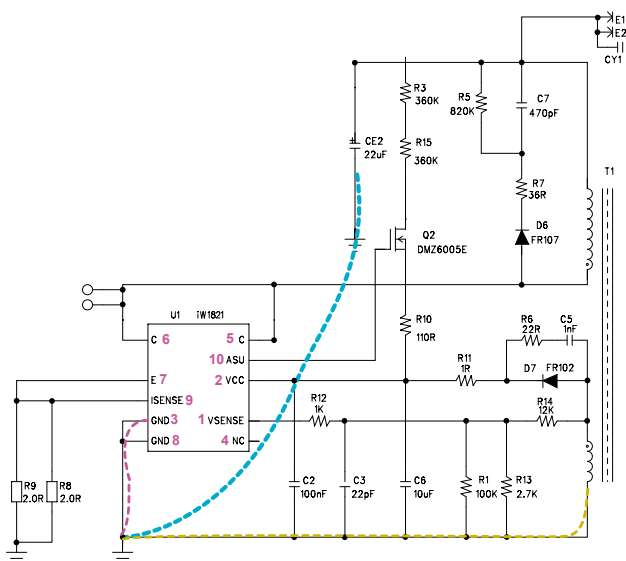 E1
E2
CY1
R3
360K
R5
820K
C7
470pF
CE2
22uF
R15
360K
T1
R7
36R
D6
FR107
Q2
DMZ6005E
U1 iW1821
R10
110R
C 6
5 C
10 ASU
E 7
2 VCC
R11
1R
R6
22R
C5
1nF
D7 FR102
ISENSE 9
GND 3
1 VSENSE
R12
1K
R14
12K
GND 8
4 NC
R9
2.0R
R8
2.0R
C2
100nF
C3
22pF
C6
10uF
R1
100K
R13
2.7K